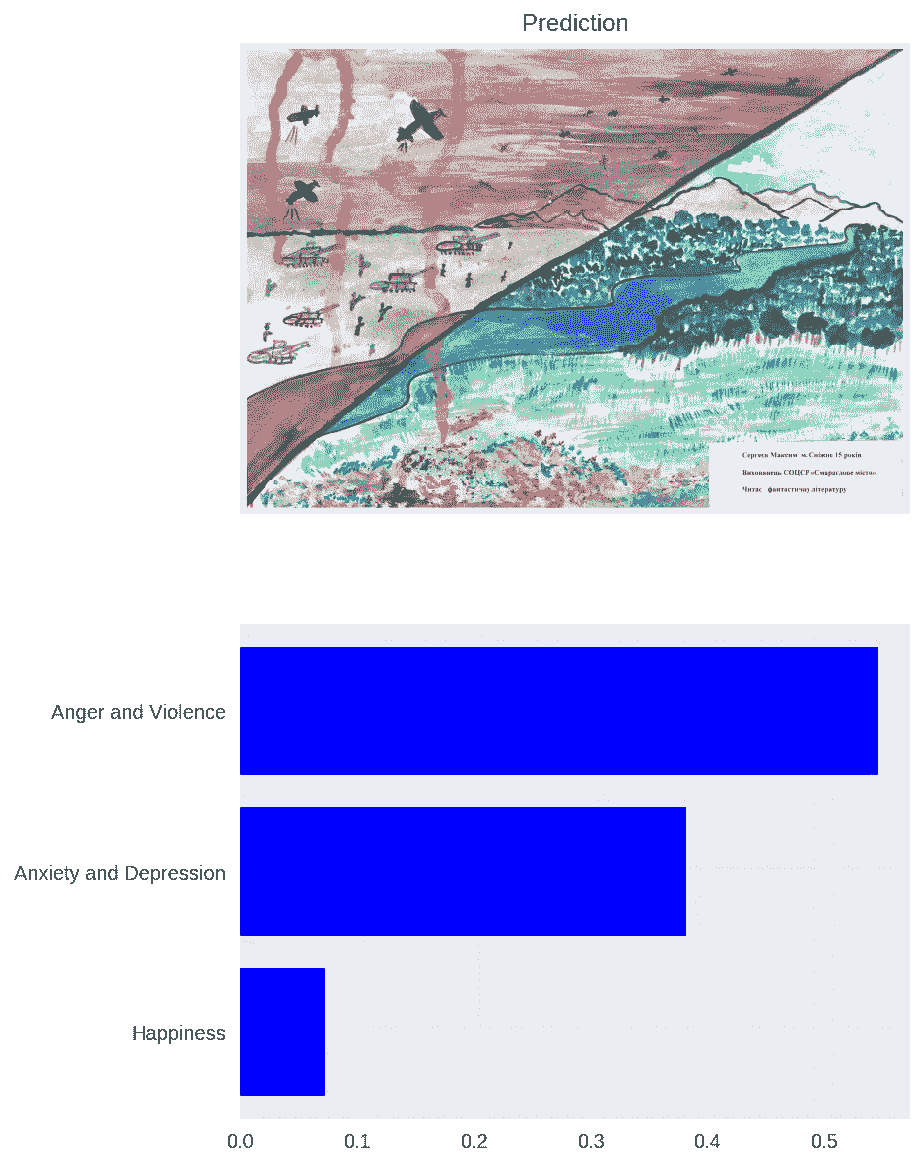 Prediction
Сергєєв Максим м. Сніжне 15 років
Вихованець СОЦСР «Смарагдове місто».
Читає фантастичну літературу
Anger and Violence
Anxiety and Depression
Happiness
0.0 0.1 0.2 0.3 0.4 0.5